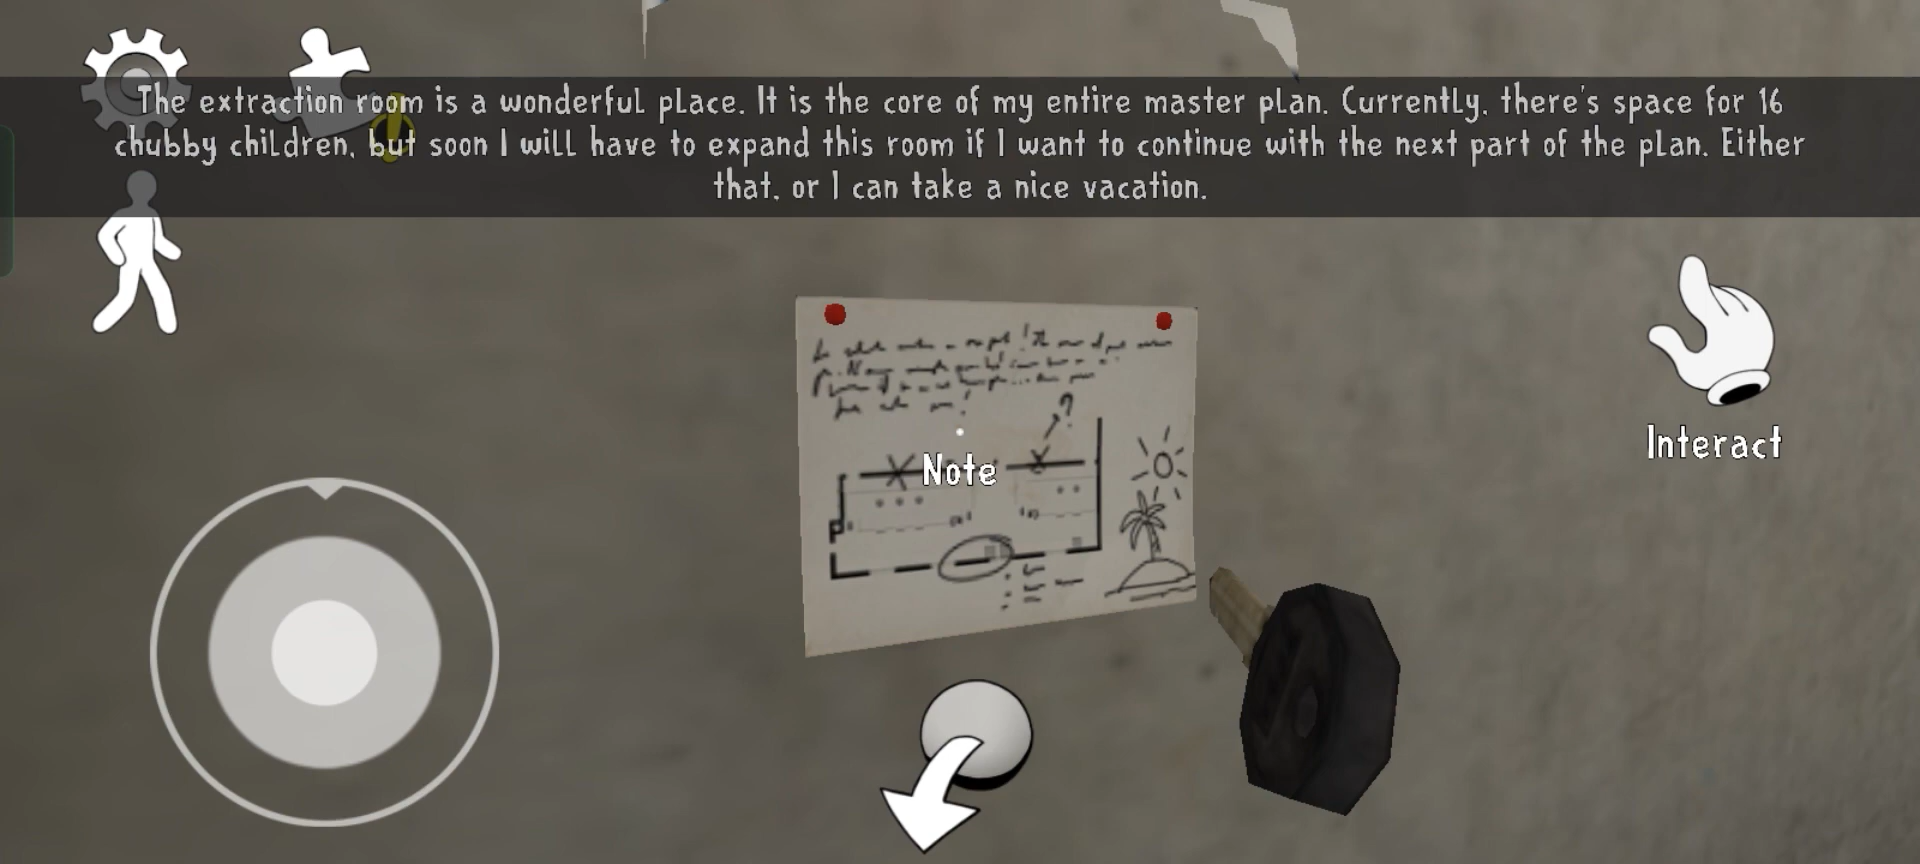 The extraction room is a wonderful place. It is the core of my entire master plan. Currently, there's space for 16
chubby children, but soon I will have to expand this room if I want to continue with the next part of the plan. Either
that, or I can take a nice vacation.
Note
Interact